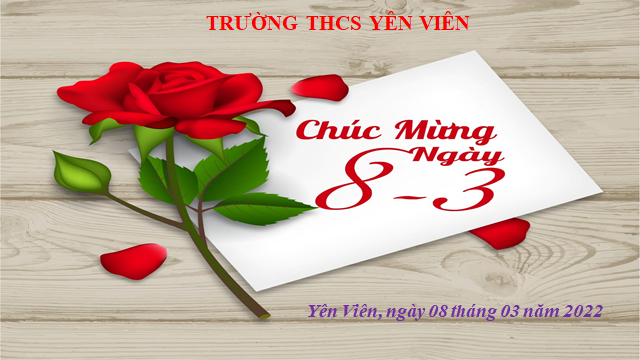 TRƯỜNG THCS YÊN VIÊN
Chúc Mừng
Ngày
8-3
Yên Viên, ngày 08 tháng 03 năm 2022